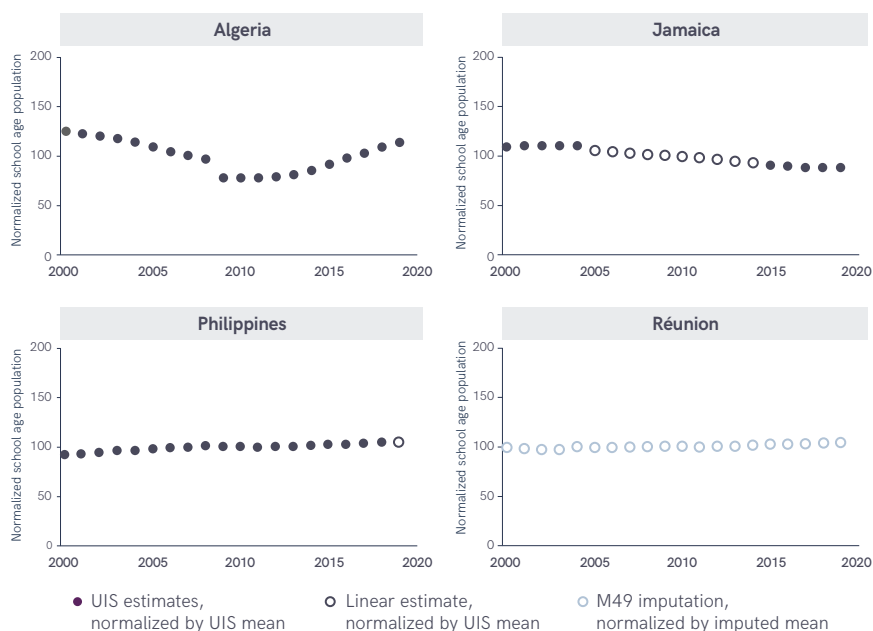 Algeria
Normalized school age population
200
150
100
50
0
2000
2005
2010
2015
2020
Jamaica
Normalized school age population
200
150
100
50
0
2000
2005
2010
2015
2020
Philippines
Normalized school age population
200
150
100
50
0
2000
2005
2010
2015
2020
Réunion
Normalized school age population
200
150
100
50
0
2000
2005
2010
2015
2020
UIS estimates,
normalized by UIS mean
Linear estimate,
normalized by UIS mean
M49 imputation,
normalized by imputed mean